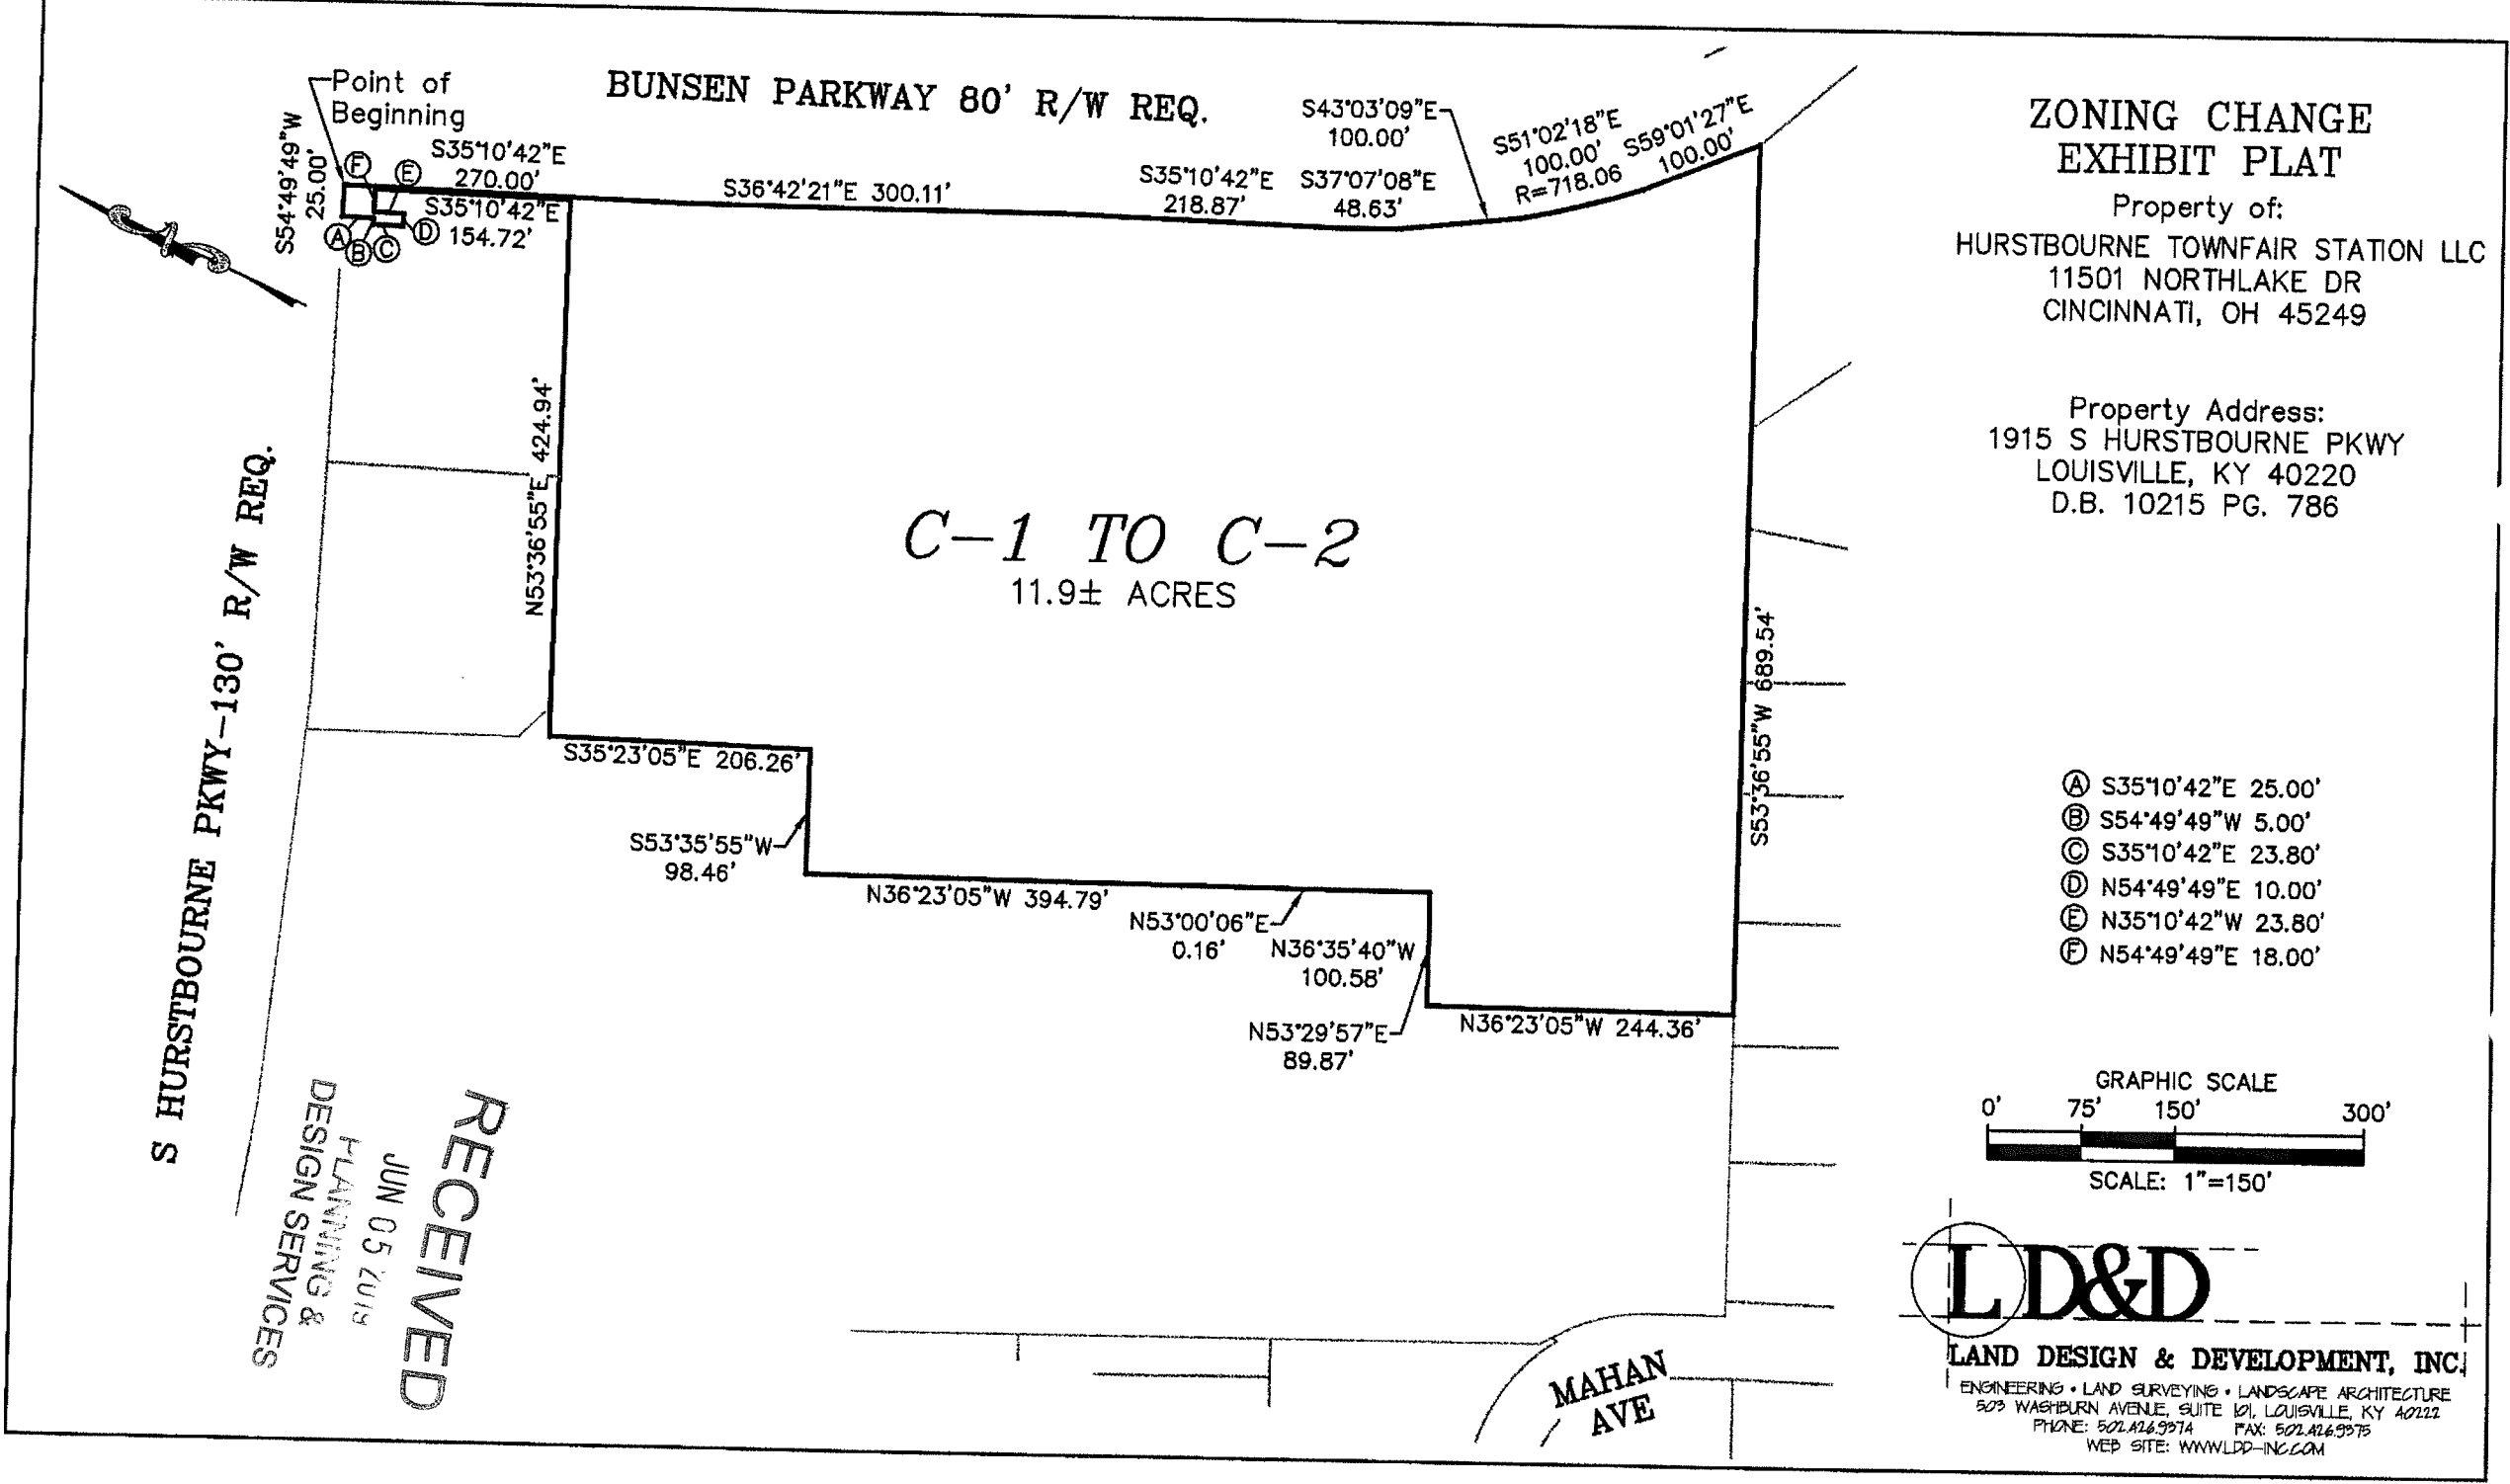 Point of
Beginning
BUNSEN PARKWAY 80' R/W REQ.
S54°49'49"W
25.00'
S35°10'42"E
270.00'
S35°10'42"E
154.72'
Ⓕ
Ⓔ
Ⓐ
Ⓑ
Ⓒ
Ⓓ
S36°42'21"E 300.11'
S35°10'42"E
218.87'
S37°07'08"E
48.63'
S43°03'09"E
100.00'
S51°02'18"E
100.00'
R=718.06
S59°01'27"E
100.00'
ZONING CHANGE
EXHIBIT PLAT
Property of:
HURSTBOURNE TOWNFAIR STATION LLC
11501 NORTHLAKE DR
CINCINNATI, OH 45249
Property Address:
1915 S HURSTBOURNE PKWY
LOUISVILLE, KY 40220
D.B. 10215 PG. 786
N53°36'55"E 424.94'
S HURSTBOURNE PKWY-130' R/W REQ.
C-1 TO C-2
11.9± ACRES
S53°36'55"W 689.54'
S35°23'05"E 206.26'
S53°35'55"W
98.46'
N36°23'05"W 394.79'
N53°00'06"E
0.16'
N36°35'40"W
100.58'
N53°29'57"E
89.87'
N36°23'05"W 244.36'
Ⓐ S35°10'42"E 25.00'
Ⓑ S54°49'49"W 5.00'
Ⓒ S35°10'42"E 23.80'
Ⓓ N54°49'49"E 10.00'
Ⓔ N35°10'42"W 23.80'
Ⓕ N54°49'49"E 18.00'
GRAPHIC SCALE
0' 75' 150' 300'
SCALE: 1"=150'
RECEIVED
JUN 05 2019
PLANNING &
DESIGN SERVICES
MAHAN
AVE
LD&D
LAND DESIGN & DEVELOPMENT, INC.
ENGINEERING • LAND SURVEYING • LANDSCAPE ARCHITECTURE
503 WASHBURN AVENUE, SUITE 101, LOUISVILLE, KY 40222
PHONE: 502.426.9374 FAX: 502.426.9375
WEB SITE: WWW.LDD-INC.COM